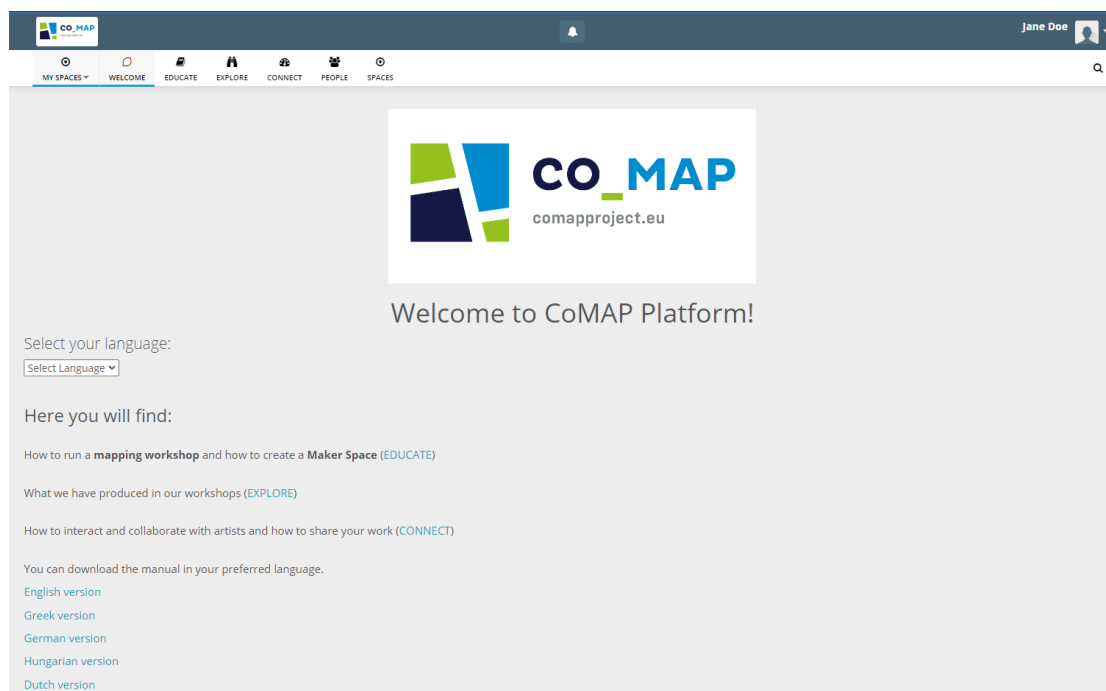 CO_MAP
Jane Doe
MY SPACES
WELCOME
EDUCATE
EXPLORE
CONNECT
PEOPLE
SPACES
CO_MAP
comapproject.eu
Welcome to CoMAP Platform!
Select your language:
Select Language
Here you will find:
How to run a mapping workshop and how to create a Maker Space (EDUCATE)
What we have produced in our workshops (EXPLORE)
How to interact and collaborate with artists and how to share your work (CONNECT)
You can download the manual in your preferred language.
English version
Greek version
German version
Hungarian version
Dutch version